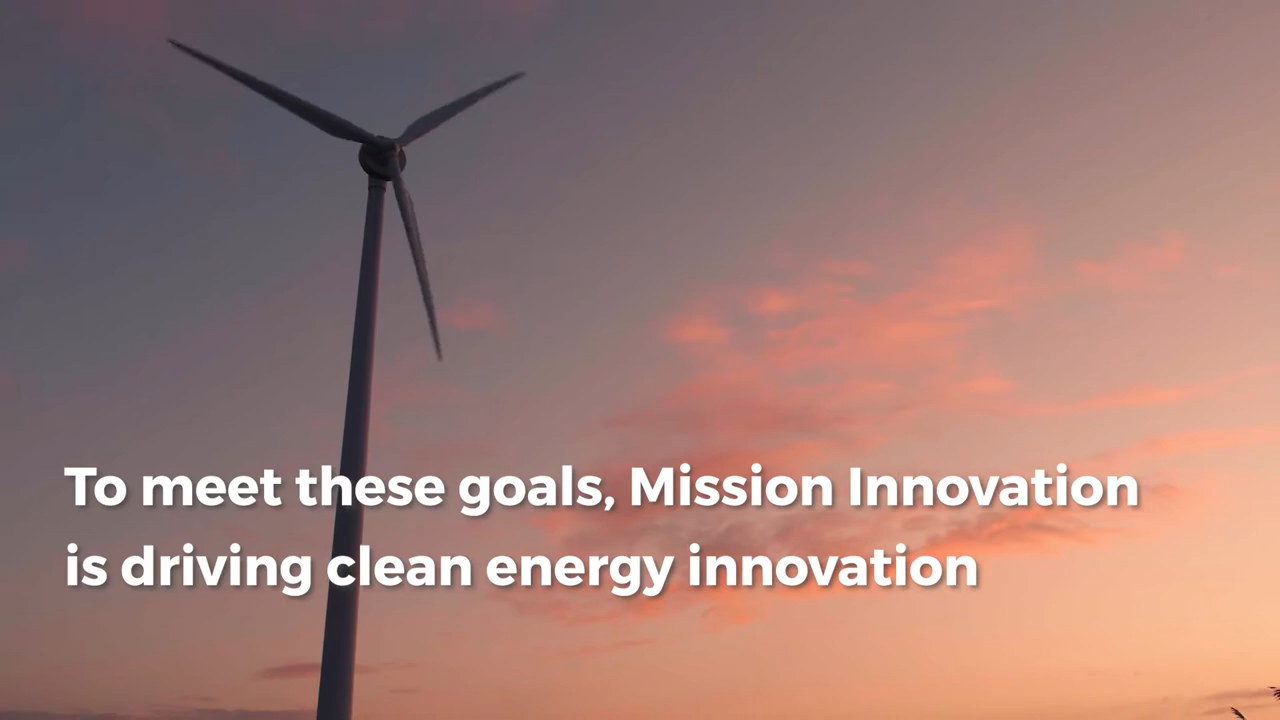 To meet these goals, Mission Innovation
is driving clean energy innovation